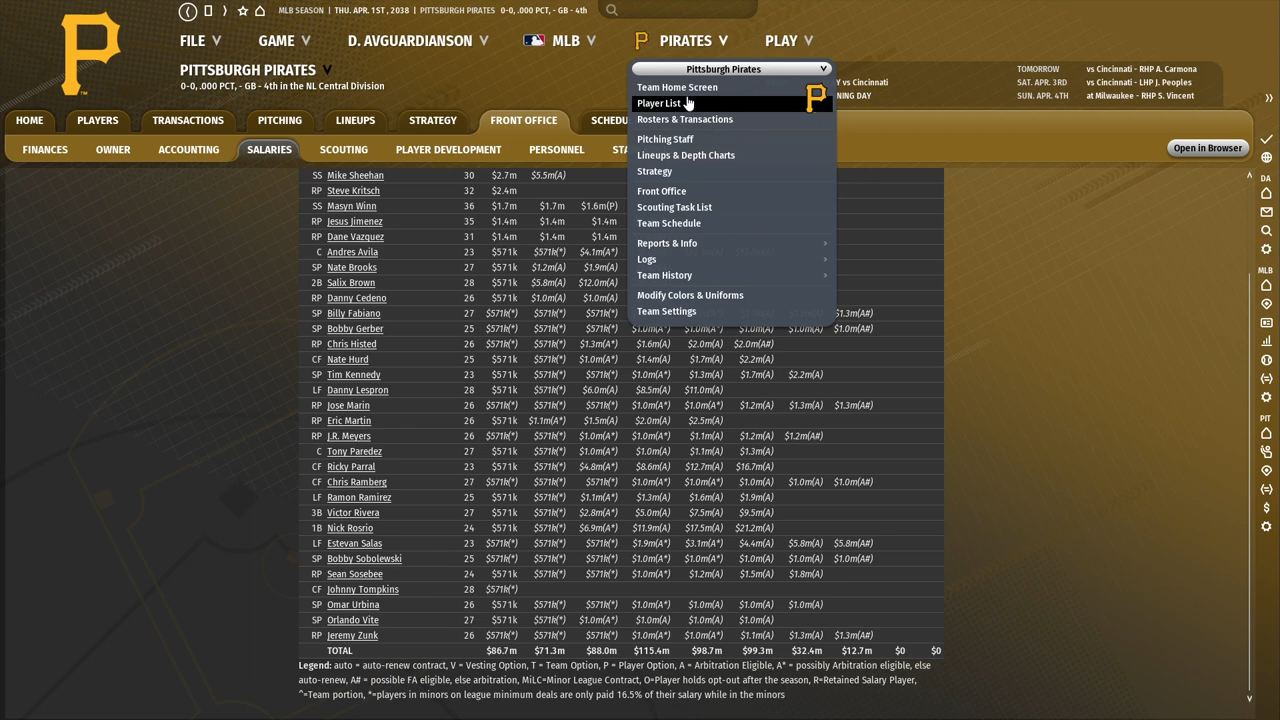 MLB SEASON | THU. APR. 1ST , 2038 | PITTSBURGH PIRATES 0-0, .000 PCT, - GB - 4th
FILE GAME D. AVGUARDIANSON MLB P PIRATES PLAY
P
PITTSBURGH PIRATES
0-0, .000 PCT, - GB - 4th in the NL Central Division
Pittsburgh Pirates
Team Home Screen
Player List
Rosters & Transactions
Pitching Staff
Lineups & Depth Charts
Strategy
Front Office
Scouting Task List
Team Schedule
Reports & Info
Logs
Team History
Modify Colors & Uniforms
Team Settings
P
vs Cincinnati
NING DAY
TOMORROW vs Cincinnati - RHP A. Carmona
SAT. APR. 3RD vs Cincinnati - RHP J. Peoples
SUN. APR. 4TH at Milwaukee - RHP S. Vincent
HOME PLAYERS TRANSACTIONS PITCHING LINEUPS STRATEGY FRONT OFFICE SCHEDU
FINANCES OWNER ACCOUNTING SALARIES SCOUTING PLAYER DEVELOPMENT PERSONNEL STA
Open in Browser
SS Mike Sheehan 30 $2.7m $5.5m(A)
RP Steve Kritsch 32 $2.4m
SS Masyn Winn 36 $1.7m $1.7m $1.6m(P)
RP Jesus Jimenez 35 $1.4m $1.4m $1.4m
RP Dane Vazquez 31 $1.4m $1.4m $1.4m
C Andres Avila 23 $571k $571k(*) $4.1m(A*)
SP Nate Brooks 27 $571k $1.2m(A) $1.9m(A)
2B Salix Brown 28 $571k $5.8m(A) $12.0m(A)
RP Danny Cedeno 26 $571k $1.0m(A) $1.0m(A)
SP Billy Fabiano 27 $571k(*) $571k(*) $571k(*) $1.3m(A#)
SP Bobby Gerber 25 $571k(*) $571k(*) $571k(*) $1.0m(A*) $1.0m(A*) $1.0m(A) $1.0m(A) $1.0m(A#)
RP Chris Histed 26 $571k(*) $571k(*) $1.3m(A*) $1.6m(A) $2.0m(A) $2.0m(A#)
CF Nate Hurd 25 $571k $571k(*) $1.0m(A*) $1.4m(A) $1.7m(A) $2.2m(A)
SP Tim Kennedy 23 $571k $571k(*) $571k(*) $1.0m(A*) $1.3m(A) $1.7m(A) $2.2m(A)
LF Danny Lespron 28 $571k $571k(*) $6.0m(A) $8.5m(A) $11.0m(A)
RP Jose Marin 26 $571k(*) $571k(*) $571k(*) $1.0m(A*) $1.0m(A*) $1.2m(A) $1.3m(A) $1.3m(A#)
RP Eric Martin 26 $571k $1.1m(A*) $1.5m(A) $2.0m(A) $2.5m(A)
RP J.R. Meyers 26 $571k(*) $571k(*) $1.0m(A*) $1.0m(A*) $1.1m(A) $1.2m(A) $1.2m(A#)
C Tony Paredez 27 $571k $571k(*) $1.0m(A*) $1.0m(A) $1.1m(A) $1.3m(A)
CF Ricky Parral 23 $571k $571k(*) $4.8m(A*) $8.6m(A) $12.7m(A) $16.7m(A)
CF Chris Ramberg 27 $571k(*) $571k(*) $571k(*) $1.0m(A*) $1.0m(A*) $1.0m(A) $1.0m(A) $1.0m(A#)
LF Ramon Ramirez 25 $571k $571k(*) $1.1m(A*) $1.3m(A) $1.6m(A) $1.9m(A)
3B Victor Rivera 27 $571k $571k(*) $2.8m(A*) $5.0m(A) $7.5m(A) $9.5m(A)
1B Nick Rosrio 24 $571k $571k(*) $6.9m(A*) $11.9m(A) $17.5m(A) $21.2m(A)
LF Estevan Salas 23 $571k(*) $571k(*) $571k(*) $1.9m(A*) $3.1m(A*) $4.4m(A) $5.8m(A) $5.8m(A#)
SP Bobby Sobolewski 25 $571k(*) $571k(*) $571k(*) $1.0m(A*) $1.0m(A*) $1.0m(A) $1.0m(A) $1.0m(A#)
RP Sean Sosebee 24 $571k $571k(*) $571k(*) $1.0m(A*) $1.2m(A) $1.5m(A) $1.8m(A)
CF Johnny Tompkins 28 $571k(*)
SP Omar Urbina 26 $571k $571k(*) $571k(*) $1.0m(A*) $1.0m(A) $1.0m(A) $1.0m(A)
SP Orlando Vite 27 $571k $571k(*) $1.0m(A*) $1.0m(A) $1.0m(A) $1.0m(A)
RP Jeremy Zunk 26 $571k(*) $571k(*) $571k(*) $1.0m(A*) $1.0m(A*) $1.1m(A) $1.3m(A) $1.3m(A#)
TOTAL $86.7m $71.3m $88.0m $115.4m $98.7m $99.3m $32.4m $12.7m $0 $0
Legend: auto = auto-renew contract, V = Vesting Option, T = Team Option, P = Player Option, A = Arbitration Eligible, A* = possibly Arbitration eligible, else
auto-renewal, A# = possible FA eligible, else arbitration, MiLC=Minor League Contract, O=Player holds opt-out after the season, R=Retained Salary Player,
^=Team portion, *=players in minors on league minimum deals are only paid 16.5% of their salary while in the minors
DA
MLB
PIT